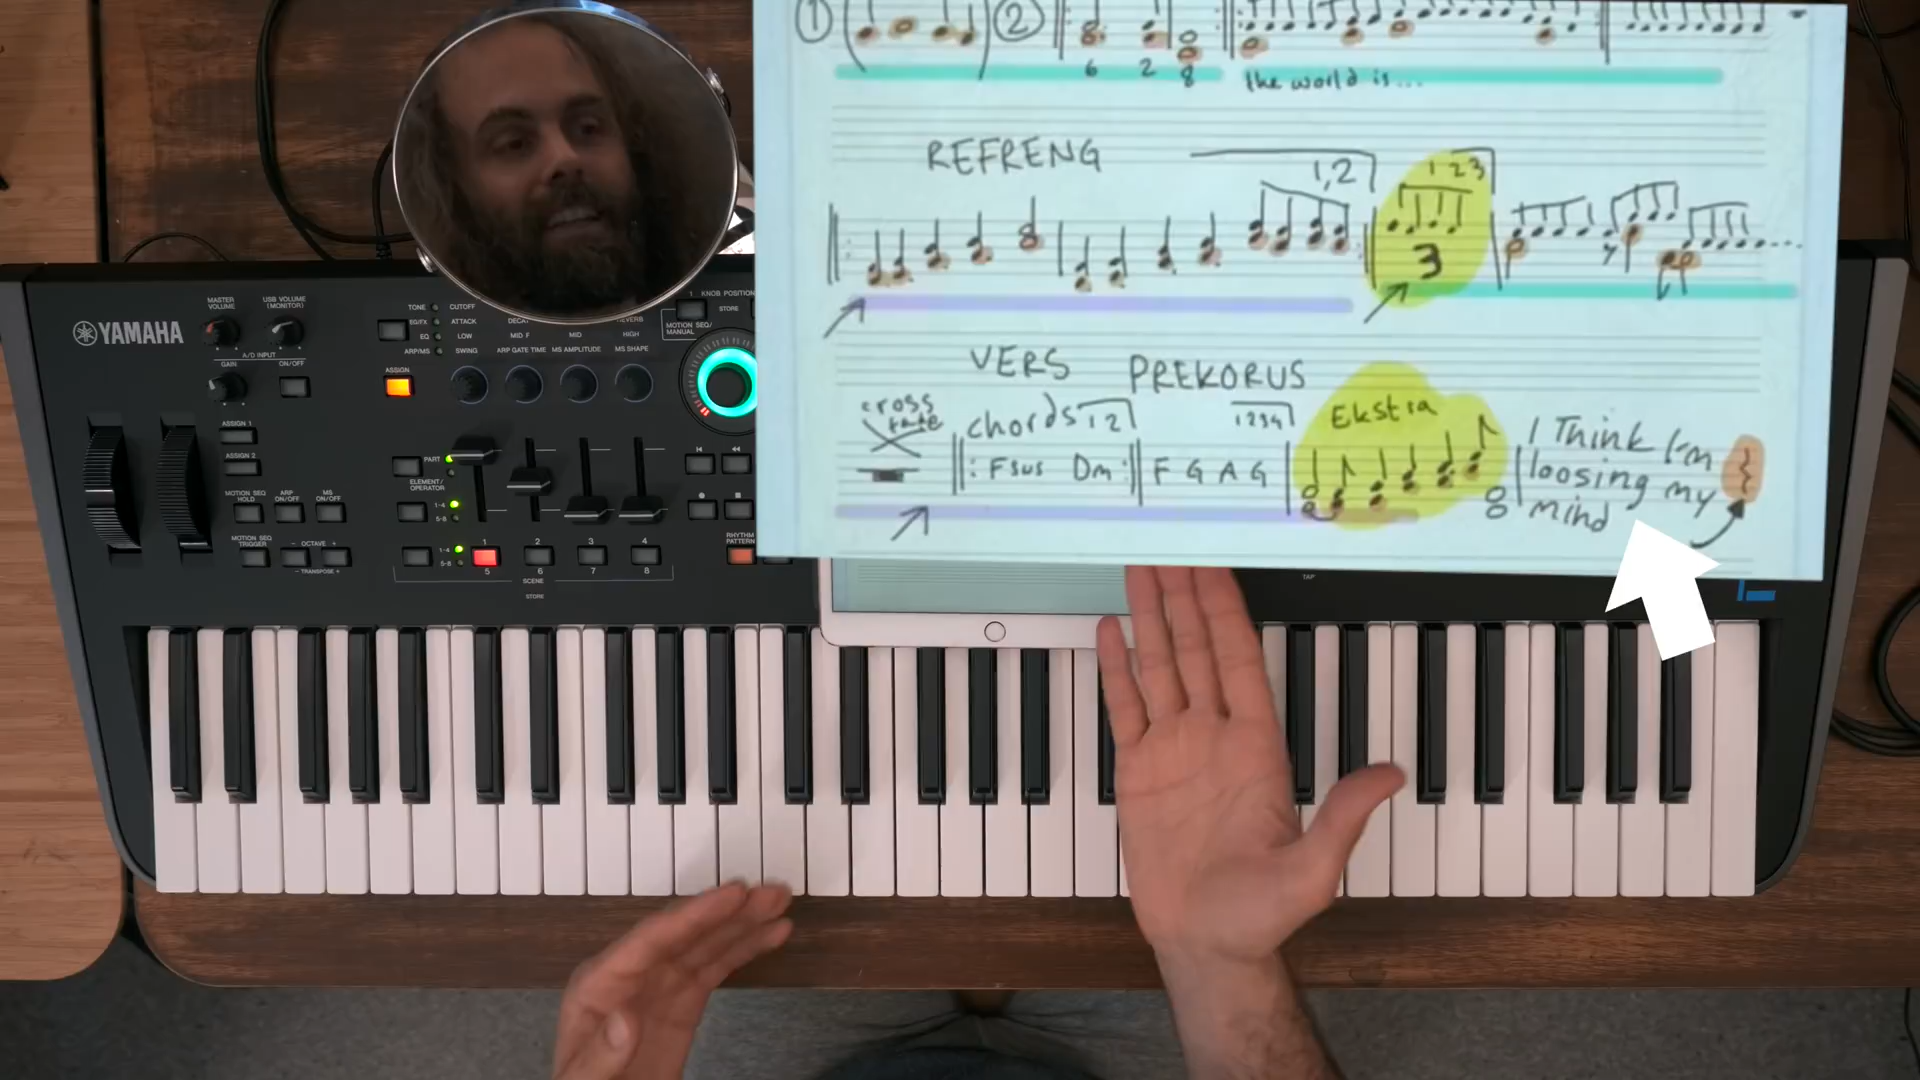 1 2
6 2 8 the world is...
REFRENG 1,2 1 2 3
3
VERS PREKORUS
cross fade chords 1 2 1234 Ekstra
Fsus Dm F G A G
I Think I'm
loosing my
mind
YAMAHA
MASTER VOLUME
USB VOLUME (MONITOR)
A/D INPUT
GAIN
ON/OFF
ASSIGN
TONE CUTOFF
EG/FX ATTACK DECAY REVERB
EQ LOW MID F MID HIGH
ARP/MS SWING ARP GATE TIME MS AMPLITUDE MS SHAPE
1 KNOB POSITION
STORE
MOTION SEQ/ MANUAL
ASSIGN 1
ASSIGN 2
MOTION SEQ HOLD
ARP ON/OFF
MS ON/OFF
MOTION SEQ TRIGGER
- OCTAVE +
- TRANSPOSE +
PART
ELEMENT/ OPERATOR
1-4
5-8
1-4
5-8
1 2 3 4
5 6 7 8
SCENE
STORE
RHYTHM PATTERN
TAP